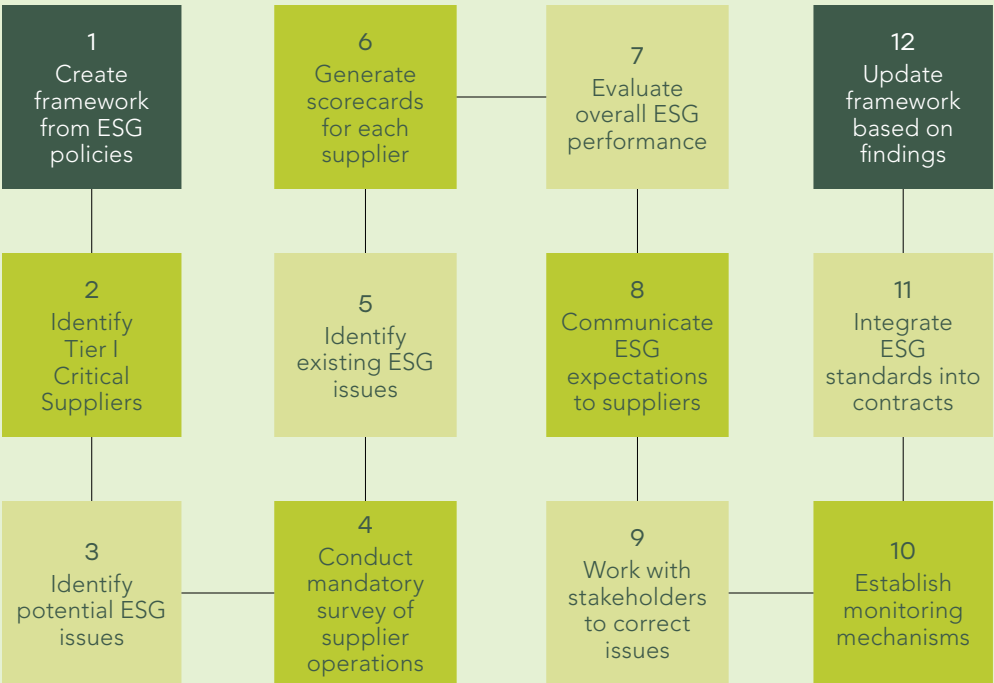 1
Create
framework
from ESG
policies
2
Identify
Tier I
Critical
Suppliers
3
Identify
potential ESG
issues
4
Conduct
mandatory
survey of
supplier
operations
5
Identify
existing ESG
issues
6
Generate
scorecards
for each
supplier
7
Evaluate
overall ESG
performance
8
Communicate
ESG
expectations
to suppliers
9
Work with
stakeholders
to correct
issues
10
Establish
monitoring
mechanisms
11
Integrate
ESG
standards into
contracts
12
Update
framework
based on
findings